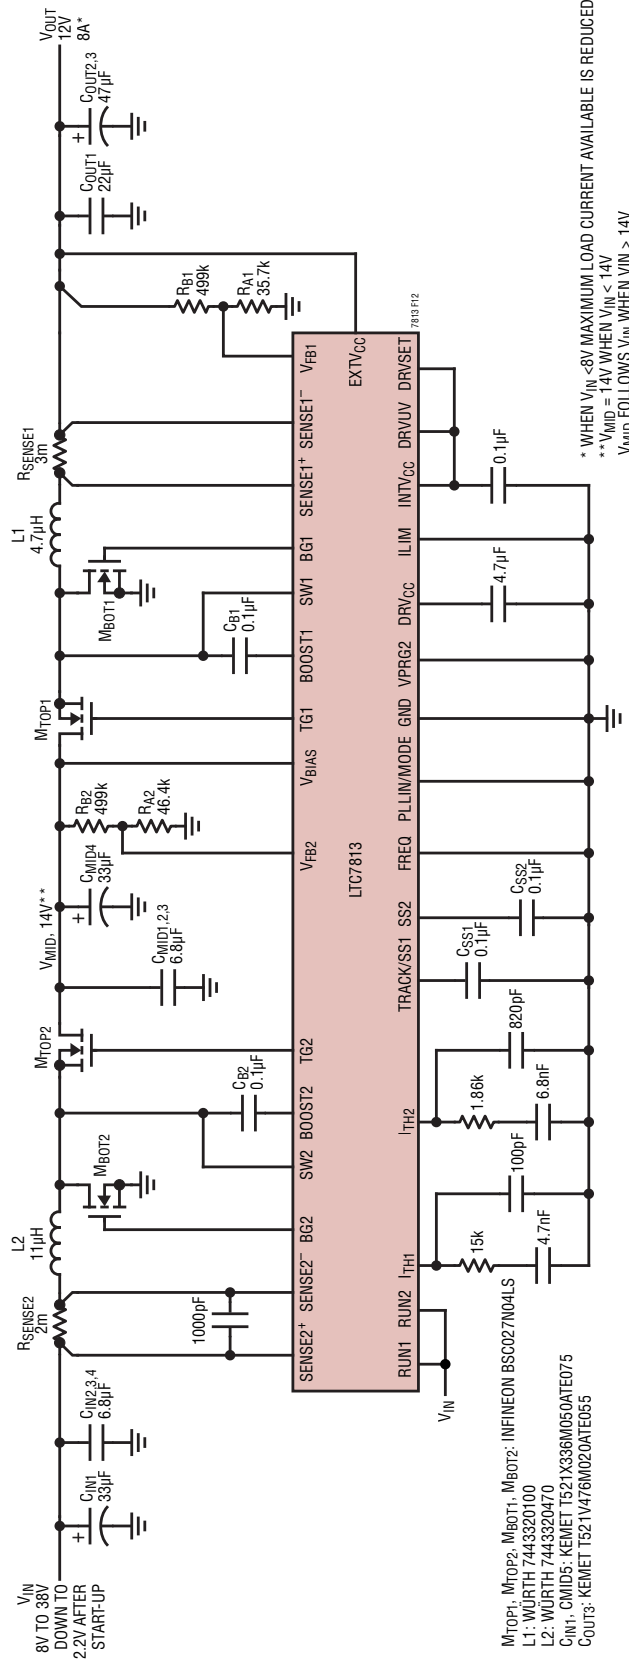 VIN
8V TO 38V
DOWN TO
2.2V AFTER
START-UP
CIN1
33µF
CIN2,3,4
6.8µF
RSENSE2
2m
L2
11µH
MBOT2
MTOP2
VMID, 14V**
CMID1,2,3
6.8µF
CMID4
33µF
RB2
499k
RA2
46.4k
MTOP1
MBOT1
L1
4.7µH
RSENSE1
3m
RB1
499k
RA1
35.7k
COUT1
22µF
COUT2,3
47µF
VOUT
12V
8A*
1000pF
CB2
0.1µF
CB1
0.1µF
SENSE2+
SENSE2–
BG2
SW2
BOOST2
TG2
VFB2
VBIAS
TG1
BOOST1
SW1
BG1
SENSE1+
SENSE1–
VFB1
EXTVCC
LTC7813
RUN1
RUN2
ITH1
ITH2
TRACK/SS1
SS2
FREQ
PLLIN/MODE
GND
VPRG2
DRVCC
ILIM
INTVCC
DRVUV
DRVSET
7813 F12
VIN
15k
4.7nF
100pF
1.86k
6.8nF
820pF
CSS1
0.1µF
CSS2
0.1µF
4.7µF
0.1µF
MTOP1, MTOP2, MBOT1, MBOT2: INFINEON BSC027N04LS
L1: WÜRTH 7443320100
L2: WÜRTH 7443320470
CIN1, CMID5: KEMET T521X336M050ATE075
COUT3: KEMET T521V476M020ATE055
* WHEN VIN <8V MAXIMUM LOAD CURRENT AVAILABLE IS REDUCED
**VMID = 14V WHEN VIN < 14V
VMID FOLLOWS VIN WHEN VIN > 14V